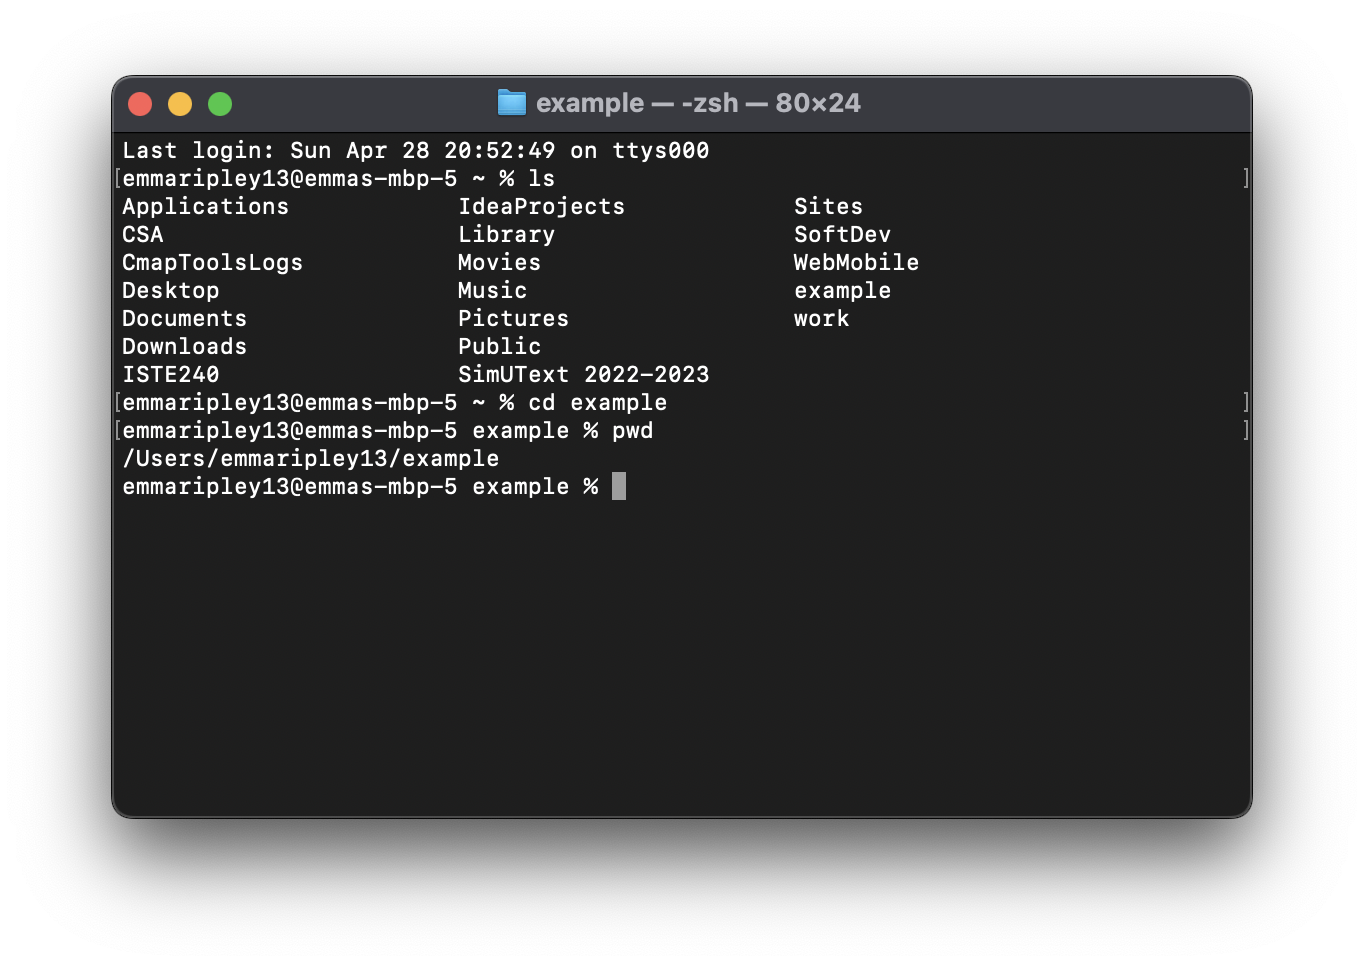 example — -zsh — 80×24
Last login: Sun Apr 28 20:52:49 on ttys000
[emmaripley13@emmas-mbp-5 ~ % ls ]
Applications IdeaProjects Sites
CSA Library SoftDev
CmapToolsLogs Movies WebMobile
Desktop Music example
Documents Pictures work
Downloads Public
ISTE240 SimUText 2022-2023
[emmaripley13@emmas-mbp-5 ~ % cd example ]
[emmaripley13@emmas-mbp-5 example % pwd ]
/Users/emmaripley13/example
emmaripley13@emmas-mbp-5 example %